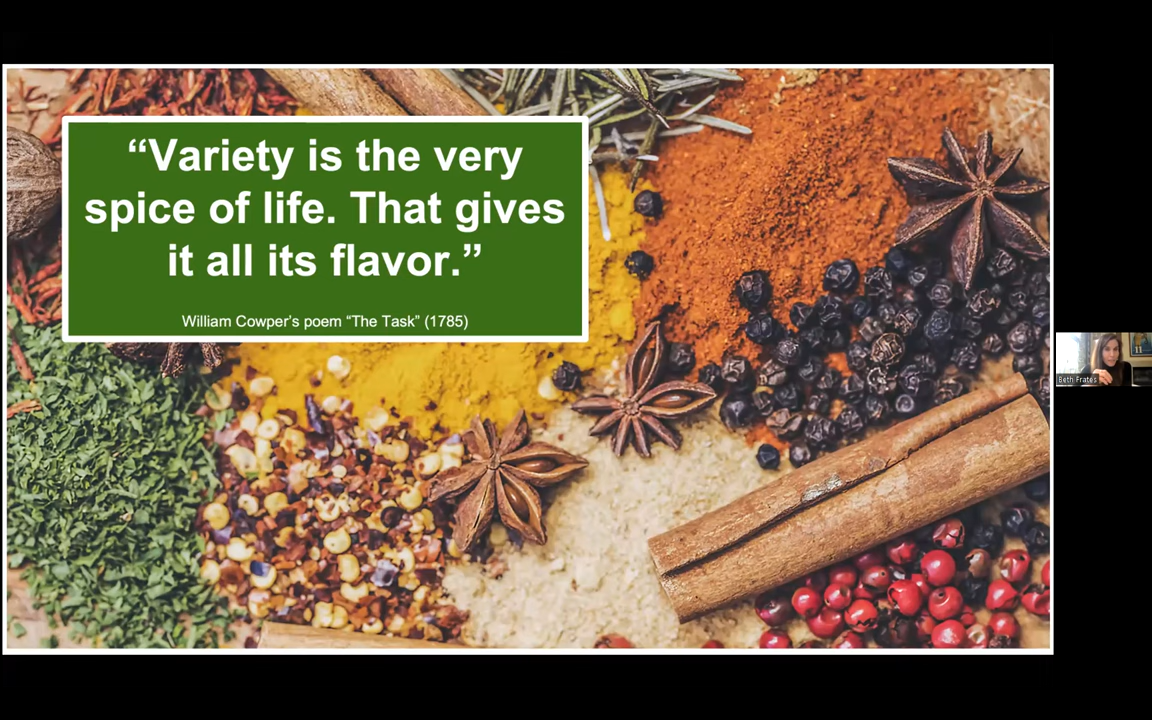 “Variety is the very
spice of life. That gives
it all its flavor.”
William Cowper’s poem “The Task” (1785)
Beth Frates